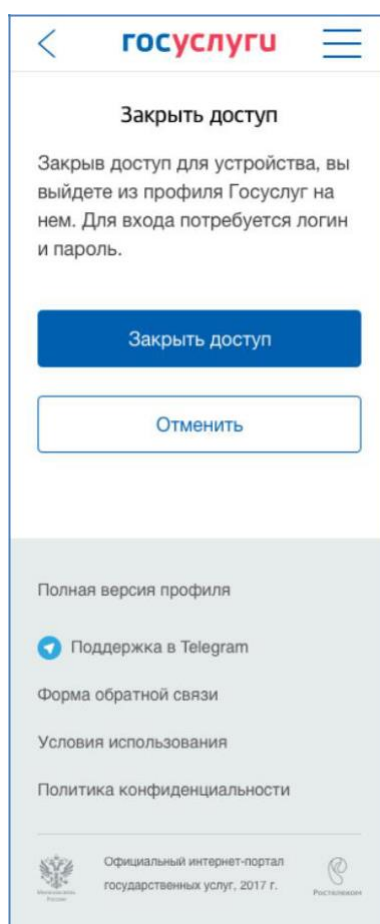 госуслуги
Закрыть доступ
Закрыв доступ для устройства, вы
выйдете из профиля Госуслуг на
нем. Для входа потребуется логин
и пароль.
Закрыть доступ
Отменить
Полная версия профиля
Поддержка в Telegram
Форма обратной связи
Условия использования
Политика конфиденциальности
Официальный интернет-портал
государственных услуг, 2017 г.
Ростелеком